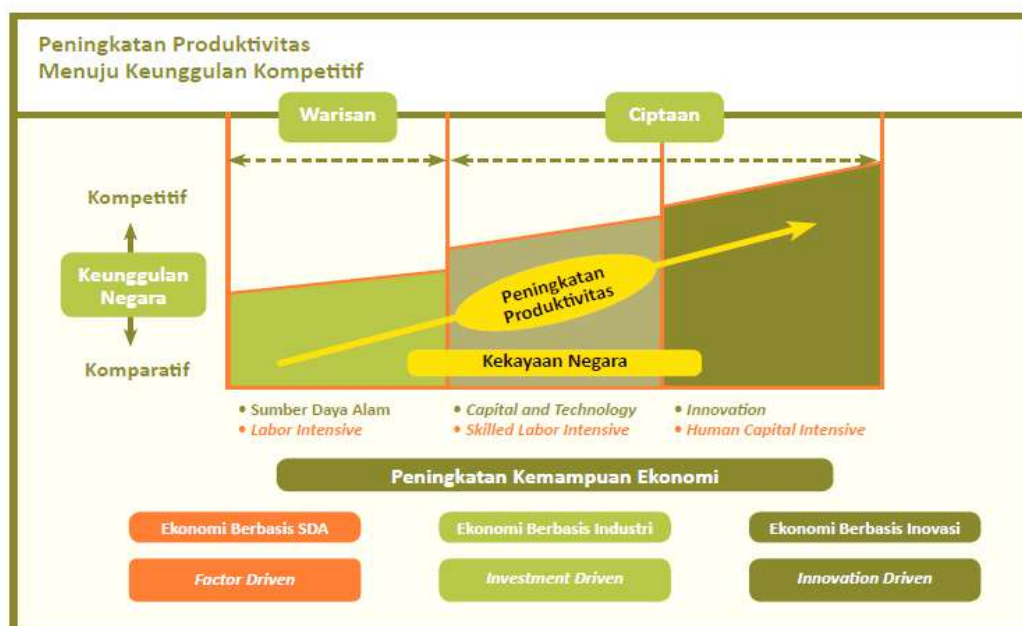 Peningkatan Produktivitas
Menuju Keunggulan Kompetitif
Warisan
Ciptaan
Kompetitif
Keunggulan
Negara
Komparatif
Peningkatan
Produktivitas
Kekayaan Negara
• Sumber Daya Alam
• Labor Intensive
• Capital and Technology
• Skilled Labor Intensive
• Innovation
• Human Capital Intensive
Peningkatan Kemampuan Ekonomi
Ekonomi Berbasis SDA
Ekonomi Berbasis Industri
Ekonomi Berbasis Inovasi
Factor Driven
Investment Driven
Innovation Driven